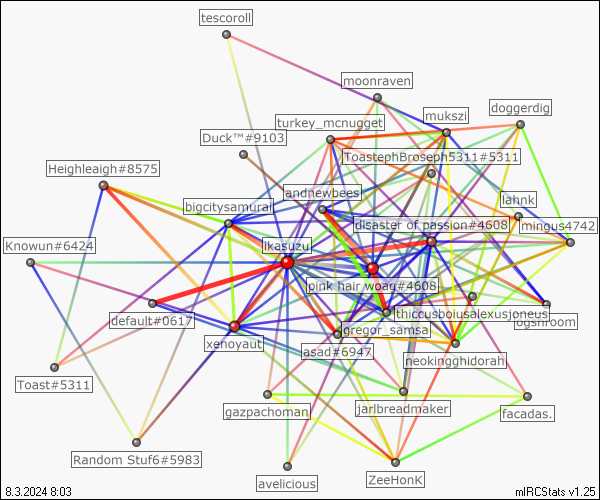 tescoroll
moonraven
doggerdig
mukszi
turkey_mcnugget
Duck™#9103
ToastephBroseph5311#5311
Heighleaigh#8575
andnewbees
lahnk
bigcitysamurai
disaster of passion#4608
mingus4742
Knowun#6424
ikasuzu
pink hair woag#4608
thiccusboiusalexusjoneus
default#0617
ogshroom
gregor_samsa
xenoyaut
asad#6947
neokingghidorah
Toast#5311
gazpachoman
jarlbreadmaker
facadas.
Random Stuf6#5983
avelicious
ZeeHonK
8.3.2024 8:03
mIRCStats v1.25